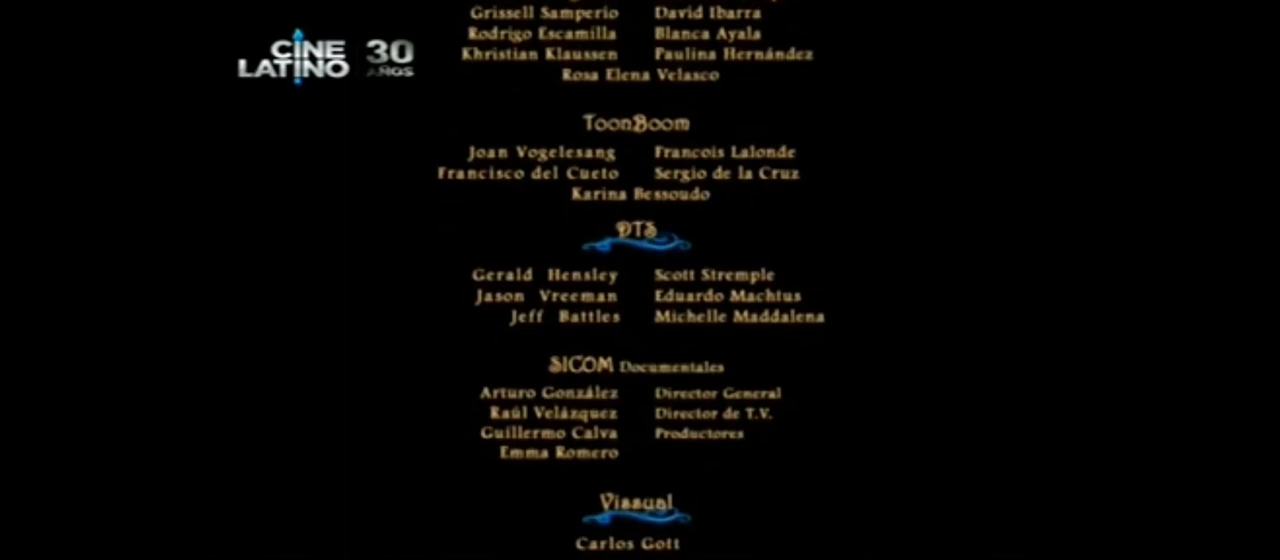 Grissell Samperio David Ibarra
CINE LATINO 30 AÑOS
Rodrigo Escamilla Blanca Ayala
Khristian Klaussen Paulina Hernández
Rosa Elena Velasco
ToonBoom
Joan Vogelesang Francois Lalonde
Francisco del Cueto Sergio de la Cruz
Karina Bessoudo
DTS
Gerald Hensley Scott Stremple
Jason Vreeman Eduardo Machtus
Jeff Battles Michelle Maddalena
SICOM Documentales
Arturo González Director General
Raúl Velázquez Director de T.V.
Guillermo Calva Productores
Emma Romero
Vissual
Carlos Gott